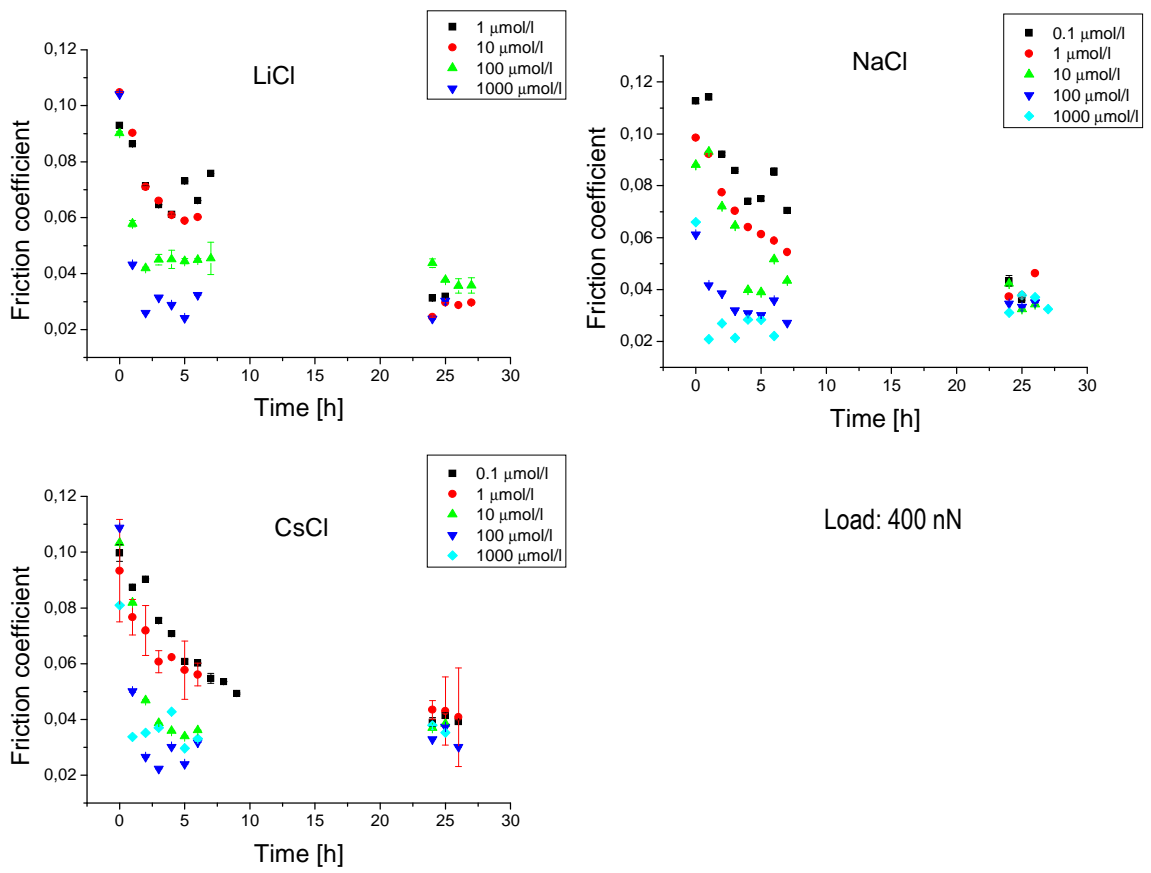 1 μmol/l
10 μmol/l
100 μmol/l
1000 μmol/l
LiCl
0,12
0,10
0,08
0,06
0,04
0,02
Friction coefficient
0 5 10 15 20 25 30
Time [h]
0.1 μmol/l
1 μmol/l
10 μmol/l
100 μmol/l
1000 μmol/l
NaCl
0,12
0,10
0,08
0,06
0,04
0,02
Friction coefficient
0 5 10 15 20 25 30
Time [h]
0.1 μmol/l
1 μmol/l
10 μmol/l
100 μmol/l
1000 μmol/l
CsCl
0,12
0,10
0,08
0,06
0,04
0,02
Friction coefficient
0 5 10 15 20 25 30
Time [h]
Load: 400 nN